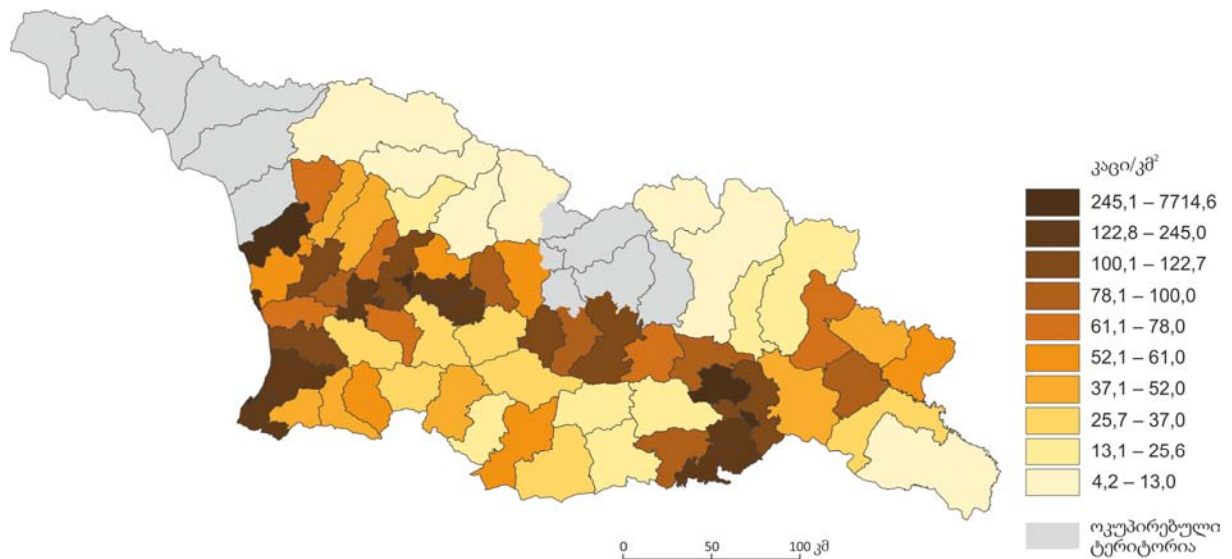 კაცი/კმ²
245,1 – 7714,6
122,8 – 245,0
100,1 – 122,7
78,1 – 100,0
61,1 – 78,0
52,1 – 61,0
37,1 – 52,0
25,7 – 37,0
13,1 – 25,6
4,2 – 13,0
ოკუპირებული
ტერიტორია
0 50 100 კმ